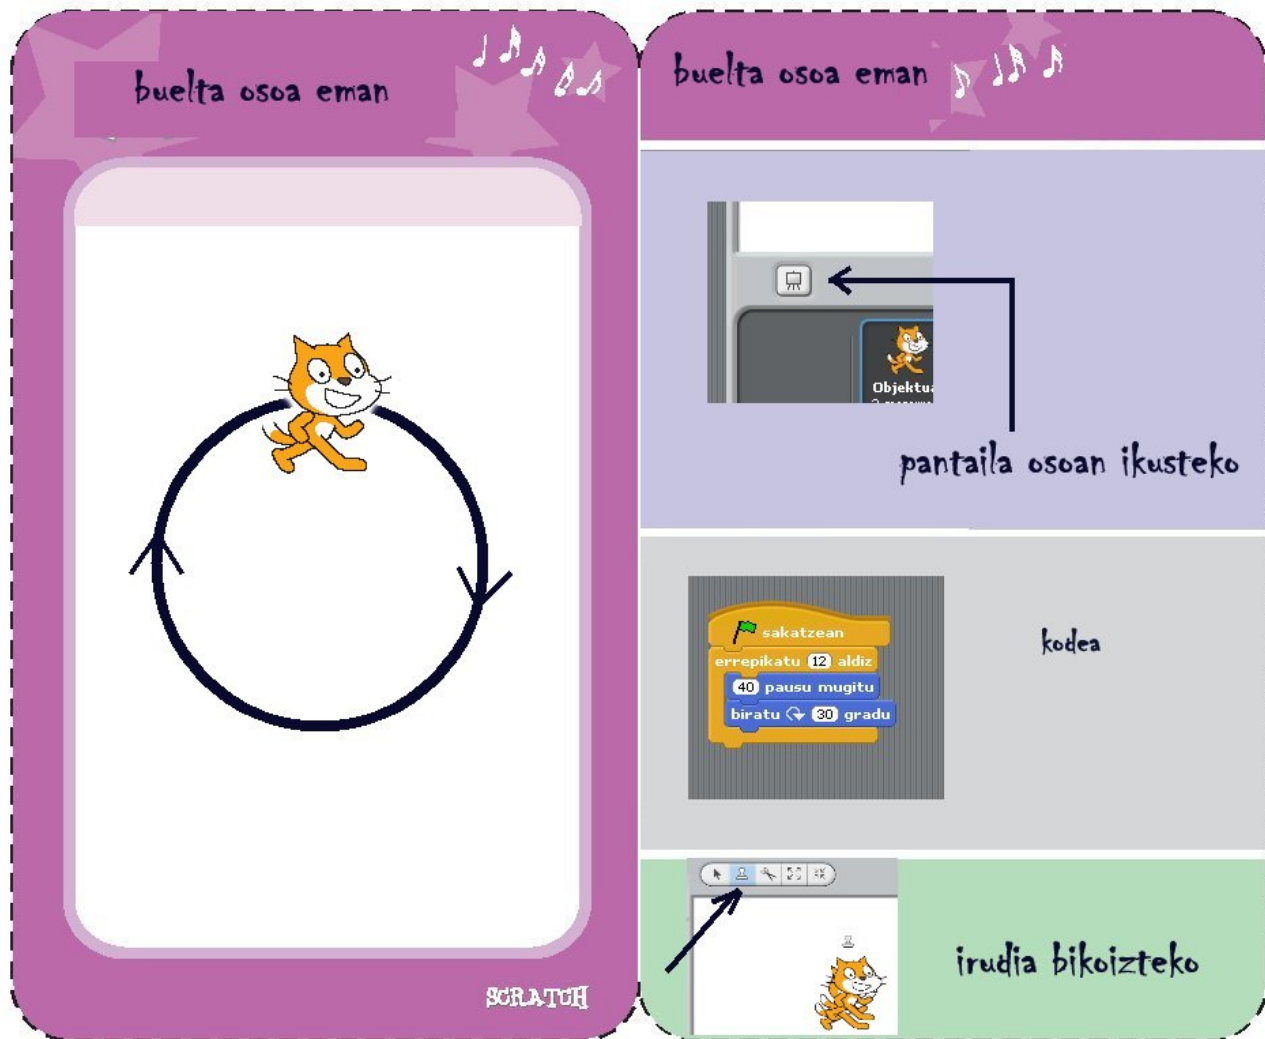 buelta osoa eman
SCRATCH
buelta osoa eman
Objektua
pantaila osoan ikusteko
sakatzean
errepikatu 12 aldiz
40 pausu mugitu
biratu 30 gradu
kodea
irudia bikoizteko